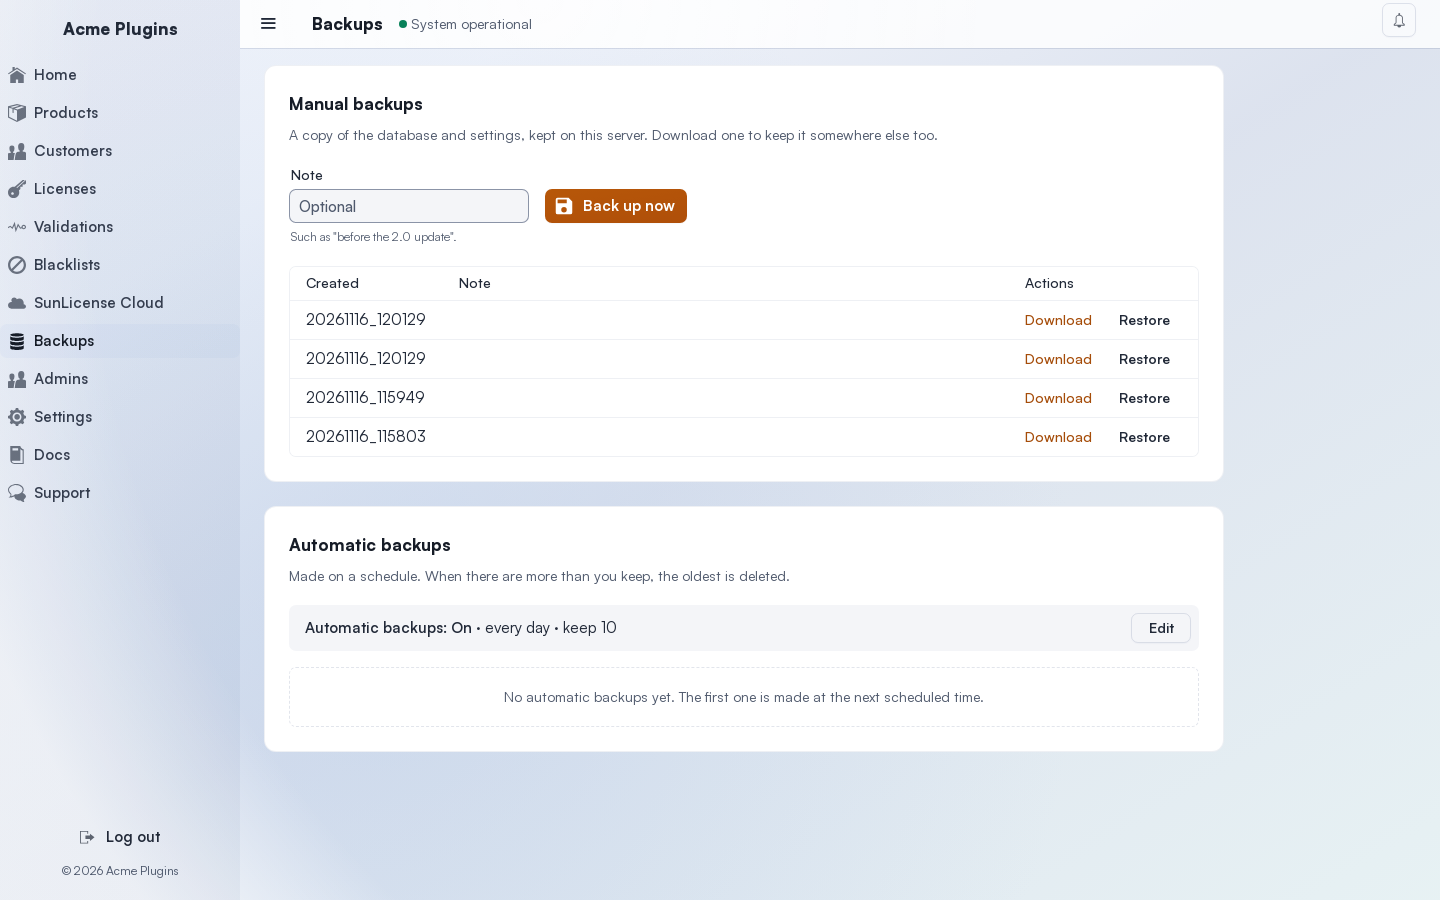 Acme Plugins
Home
Products
Customers
Licenses
Validations
Blacklists
SunLicense Cloud
Backups
Admins
Settings
Docs
Support
Log out
© 2026 Acme Plugins
Backups
System operational
Manual backups
A copy of the database and settings, kept on this server. Download one to keep it somewhere else too.
Note
Optional
Back up now
Such as "before the 2.0 update".
Created Note Actions
20261116_120129 Download Restore
20261116_120129 Download Restore
20261116_115949 Download Restore
20261116_115803 Download Restore
Automatic backups
Made on a schedule. When there are more than you keep, the oldest is deleted.
Automatic backups: On · every day · keep 10 Edit
No automatic backups yet. The first one is made at the next scheduled time.